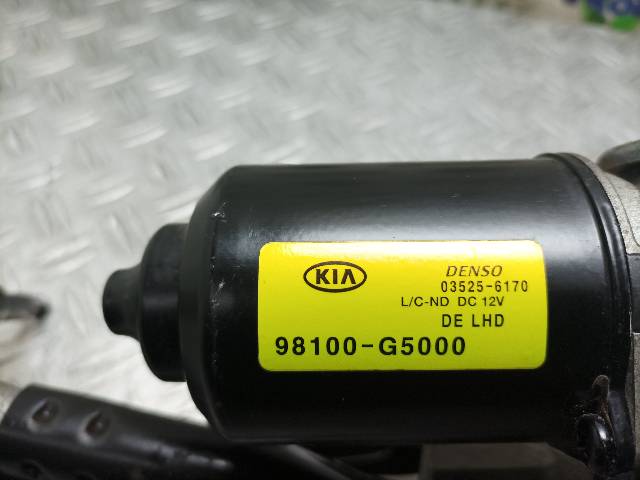 KIA
DENSO
03525-6170
L/C-ND DC 12V
DE LHD
98100-G5000